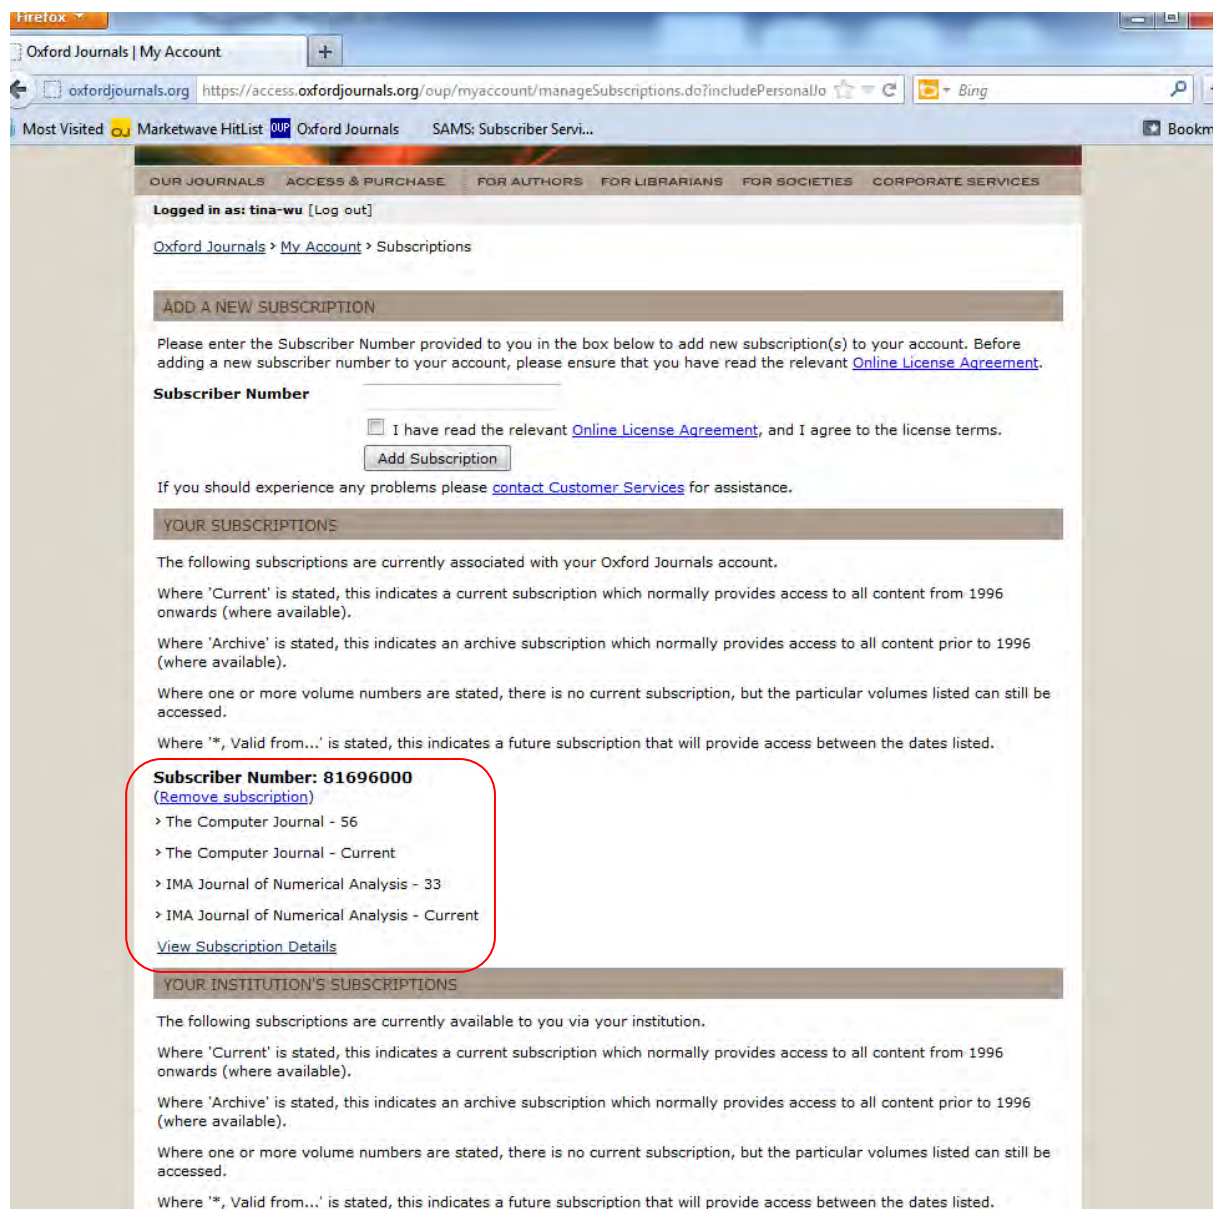 Firefox
Oxford Journals | My Account
+
oxfordjournals.org https://access.oxfordjournals.org/oup/myaccount/manageSubscriptions.do?includePersonalJo
Bing
Most Visited OJ Marketwave HitList OUP Oxford Journals SAMS: Subscriber Servi...
Bookm
OUR JOURNALS ACCESS & PURCHASE FOR AUTHORS FOR LIBRARIANS FOR SOCIETIES CORPORATE SERVICES
Logged in as: tina-wu [Log out]
Oxford Journals > My Account > Subscriptions
ADD A NEW SUBSCRIPTION
Please enter the Subscriber Number provided to you in the box below to add new subscription(s) to your account. Before
adding a new subscriber number to your account, please ensure that you have read the relevant Online License Agreement.
Subscriber Number
I have read the relevant Online License Agreement, and I agree to the license terms.
Add Subscription
If you should experience any problems please contact Customer Services for assistance.
YOUR SUBSCRIPTIONS
The following subscriptions are currently associated with your Oxford Journals account.
Where 'Current' is stated, this indicates a current subscription which normally provides access to all content from 1996
onwards (where available).
Where 'Archive' is stated, this indicates an archive subscription which normally provides access to all content prior to 1996
(where available).
Where one or more volume numbers are stated, there is no current subscription, but the particular volumes listed can still be
accessed.
Where '*, Valid from...' is stated, this indicates a future subscription that will provide access between the dates listed.
Subscriber Number: 81696000
(Remove subscription)
> The Computer Journal - 56
> The Computer Journal - Current
> IMA Journal of Numerical Analysis - 33
> IMA Journal of Numerical Analysis - Current
View Subscription Details
YOUR INSTITUTION'S SUBSCRIPTIONS
The following subscriptions are currently available to you via your institution.
Where 'Current' is stated, this indicates a current subscription which normally provides access to all content from 1996
onwards (where available).
Where 'Archive' is stated, this indicates an archive subscription which normally provides access to all content prior to 1996
(where available).
Where one or more volume numbers are stated, there is no current subscription, but the particular volumes listed can still be
accessed.
Where '*, Valid from...' is stated, this indicates a future subscription that will provide access between the dates listed.